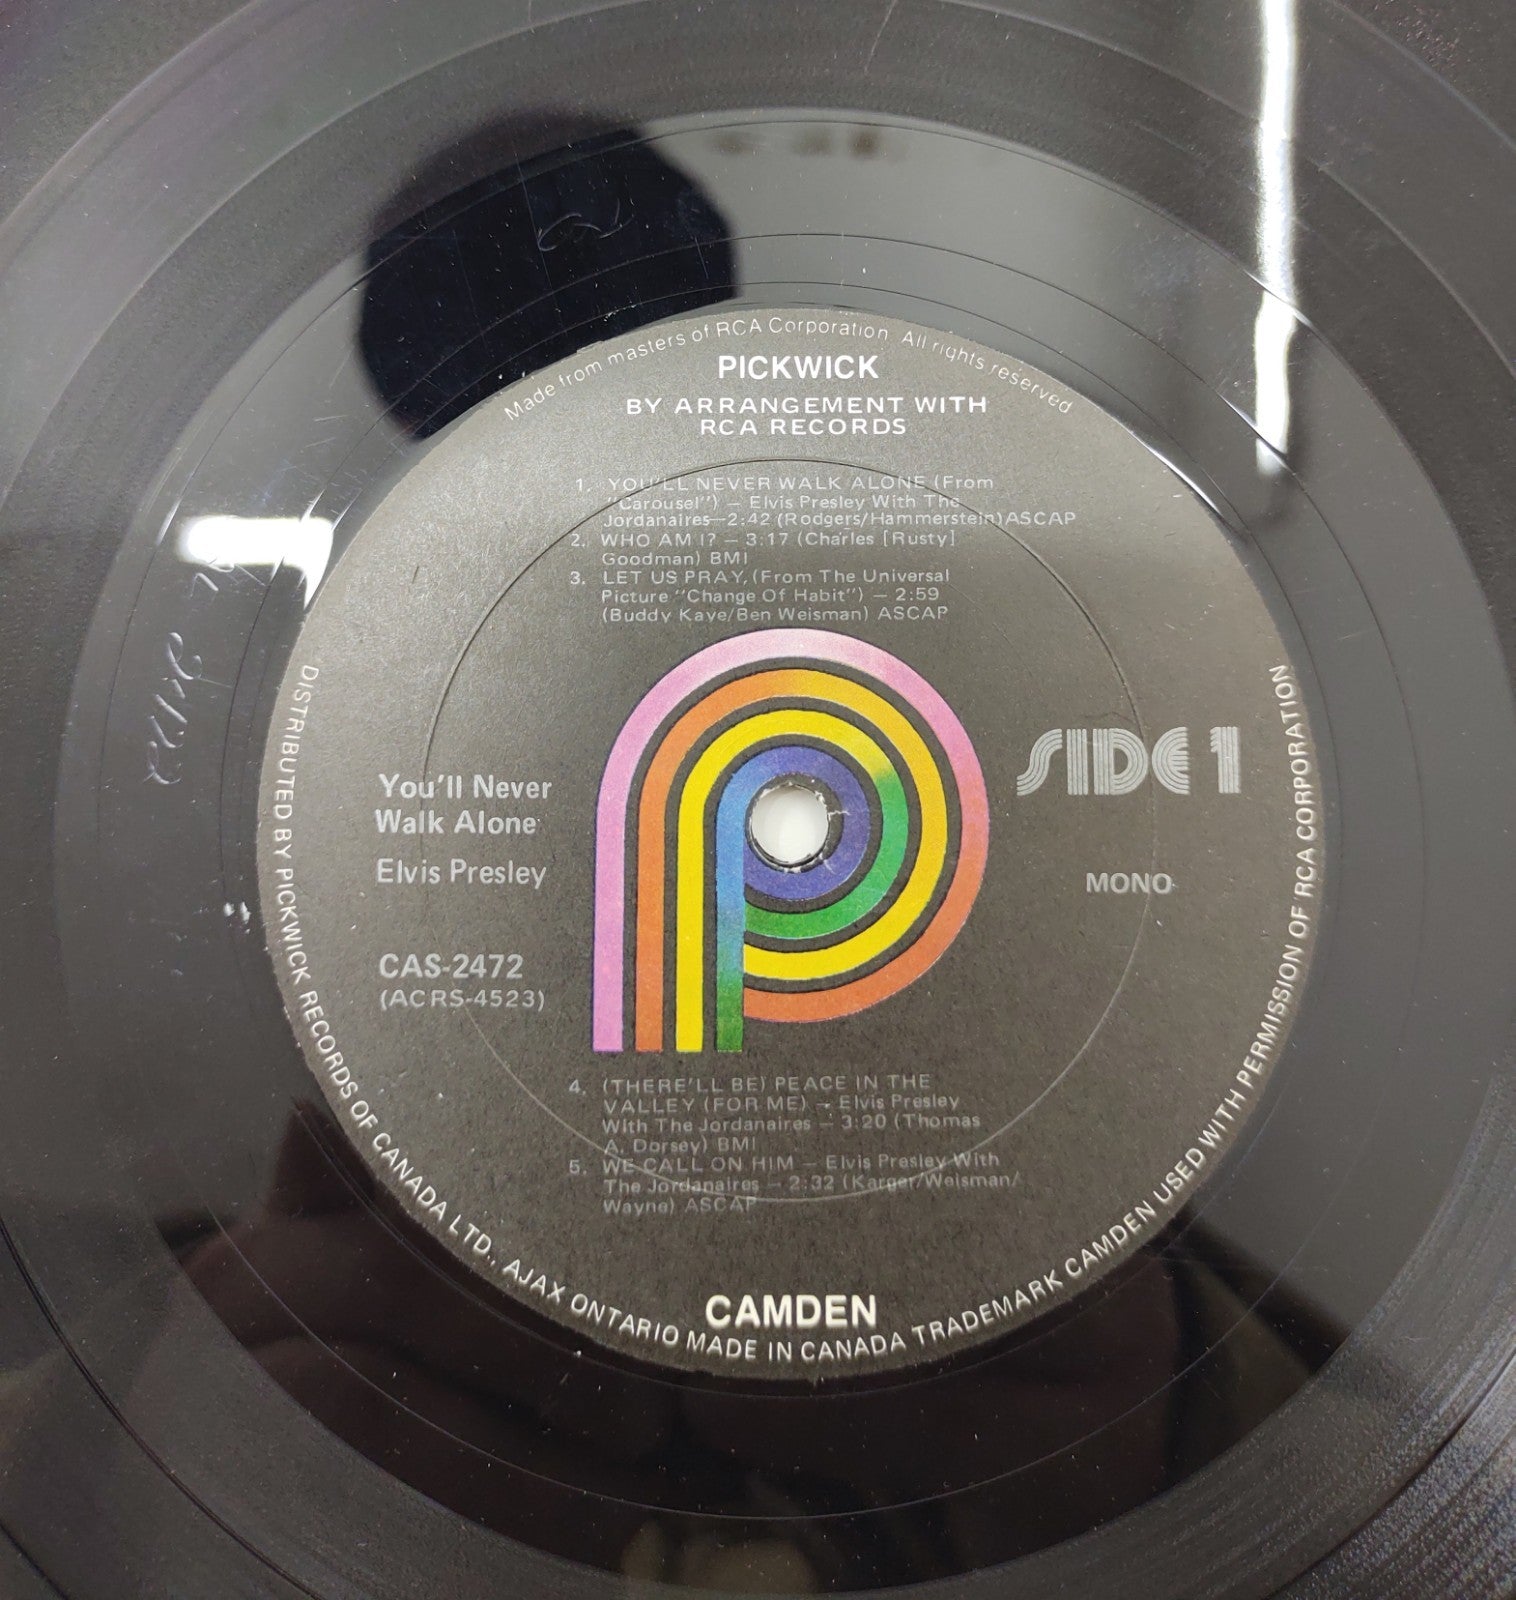 Made from masters of RCA Corporation All rights reserved
PICKWICK
BY ARRANGEMENT WITH
RCA RECORDS
1. YOU'LL NEVER WALK ALONE (From
"Carousel") – Elvis Presley With The
Jordanaires–2:42 (Rodgers/Hammerstein)ASCAP
2. WHO AM I? – 3:17 (Charles [Rusty]
Goodman) BMI
3. LET US PRAY, (From The Universal
Picture "Change Of Habit") – 2:59
(Buddy Kaye/Ben Weisman) ASCAP
SIDE 1
You'll Never
Walk Alone
Elvis Presley
MONO
CAS-2472
(ACRS-4523)
4. (THERE'LL BE) PEACE IN THE
VALLEY (FOR ME) – Elvis Presley
With The Jordanaires – 3:20 (Thomas
A. Dorsey) BMI
5. WE CALL ON HIM – Elvis Presley With
The Jordanaires – 2:32 (Karger/Weisman/
Wayne) ASCAP
CAMDEN
DISTRIBUTED BY PICKWICK RECORDS OF CANADA LTD., AJAX ONTARIO MADE IN CANADA TRADEMARK CAMDEN USED WITH PERMISSION OF RCA CORPORATION